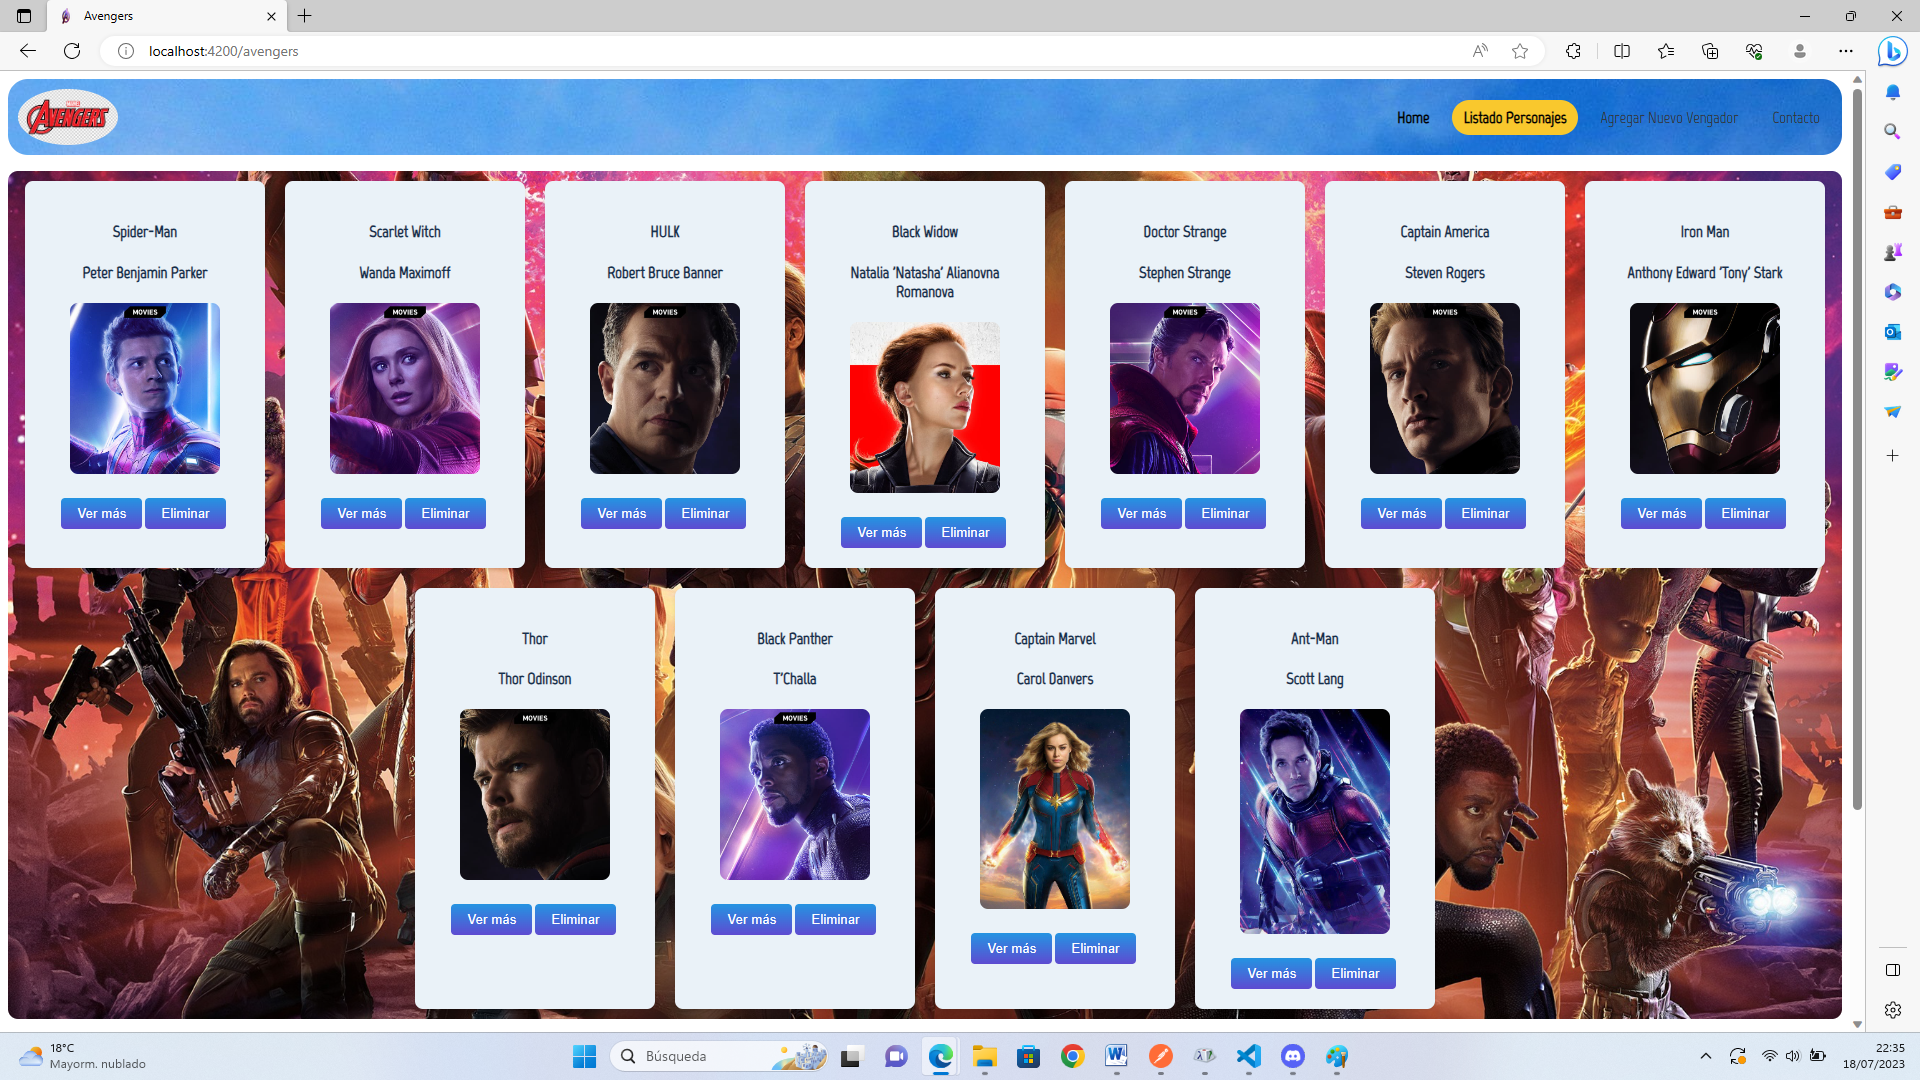 Avengers
localhost:4200/avengers
MARVEL
AVENGERS
Home
Listado Personajes
Agregar Nuevo Vengador
Contacto
Spider-Man
Peter Benjamin Parker
MOVIES
Ver más
Eliminar
Scarlet Witch
Wanda Maximoff
MOVIES
Ver más
Eliminar
HULK
Robert Bruce Banner
MOVIES
Ver más
Eliminar
Black Widow
Natalia ‘Natasha’ Alianovna
Romanova
Ver más
Eliminar
Doctor Strange
Stephen Strange
MOVIES
Ver más
Eliminar
Captain America
Steven Rogers
MOVIES
Ver más
Eliminar
Iron Man
Anthony Edward ‘Tony’ Stark
MOVIES
Ver más
Eliminar
Thor
Thor Odinson
MOVIES
Ver más
Eliminar
Black Panther
T’Challa
MOVIES
Ver más
Eliminar
Captain Marvel
Carol Danvers
Ver más
Eliminar
Ant-Man
Scott Lang
Ver más
Eliminar
18°C
Mayorm. nublado
Búsqueda
22:35
18/07/2023